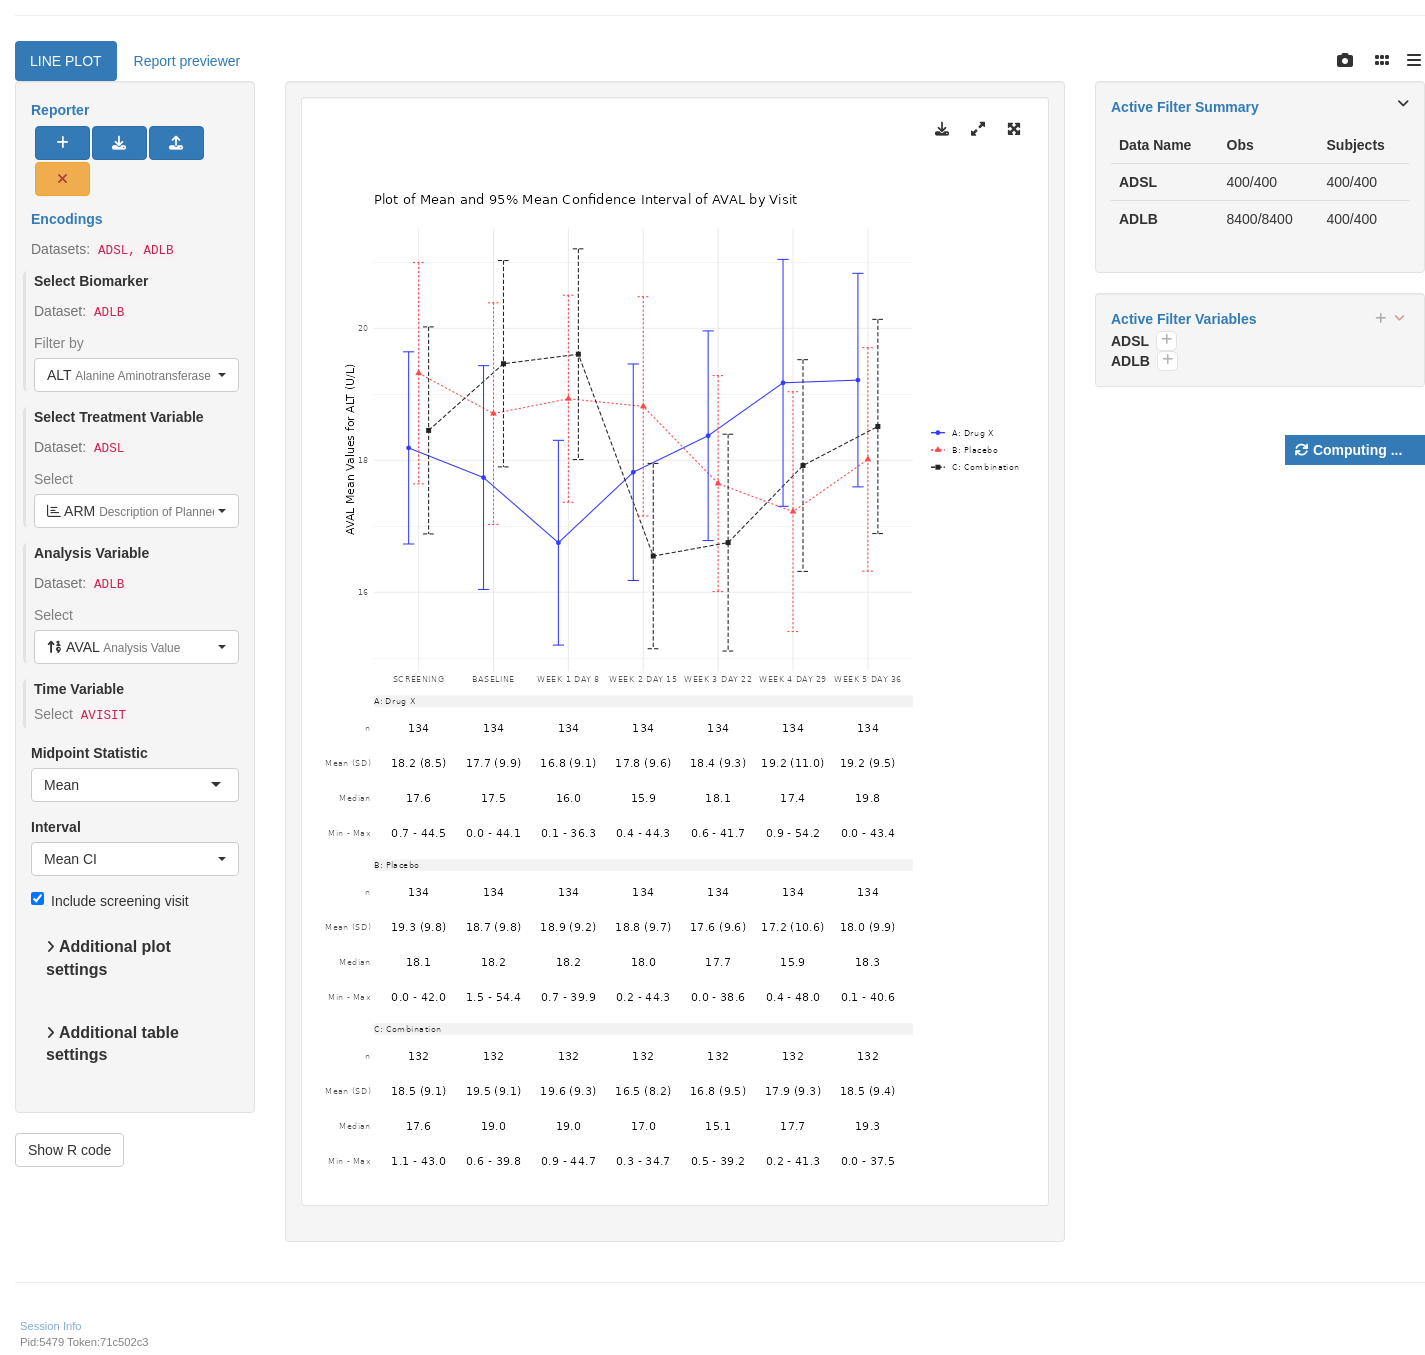 LINE PLOT
Report previewer
Reporter
Encodings
Datasets: ADSL, ADLB
Select Biomarker
Dataset: ADLB
Filter by
ALT Alanine Aminotransferase
Select Treatment Variable
Dataset: ADSL
Select
ARM Description of Planned
Analysis Variable
Dataset: ADLB
Select
AVAL Analysis Value
Time Variable
Select AVISIT
Midpoint Statistic
Mean
Interval
Mean CI
Include screening visit
Additional plot
settings
Additional table
settings
Show R code
Plot of Mean and 95% Mean Confidence Interval of AVAL by Visit
AVAL Mean Values for ALT (U/L)
20
18
16
SCREENING BASELINE WEEK 1 DAY 8 WEEK 2 DAY 15 WEEK 3 DAY 22 WEEK 4 DAY 29 WEEK 5 DAY 36
A: Drug X
B: Placebo
C: Combination
A: Drug X
n 134 134 134 134 134 134 134
Mean (SD) 18.2 (8.5) 17.7 (9.9) 16.8 (9.1) 17.8 (9.6) 18.4 (9.3) 19.2 (11.0) 19.2 (9.5)
Median 17.6 17.5 16.0 15.9 18.1 17.4 19.8
Min - Max 0.7 - 44.5 0.0 - 44.1 0.1 - 36.3 0.4 - 44.3 0.6 - 41.7 0.9 - 54.2 0.0 - 43.4
B: Placebo
n 134 134 134 134 134 134 134
Mean (SD) 19.3 (9.8) 18.7 (9.8) 18.9 (9.2) 18.8 (9.7) 17.6 (9.6) 17.2 (10.6) 18.0 (9.9)
Median 18.1 18.2 18.2 18.0 17.7 15.9 18.3
Min - Max 0.0 - 42.0 1.5 - 54.4 0.7 - 39.9 0.2 - 44.3 0.0 - 38.6 0.4 - 48.0 0.1 - 40.6
C: Combination
n 132 132 132 132 132 132 132
Mean (SD) 18.5 (9.1) 19.5 (9.1) 19.6 (9.3) 16.5 (8.2) 16.8 (9.5) 17.9 (9.3) 18.5 (9.4)
Median 17.6 19.0 19.0 17.0 15.1 17.7 19.3
Min - Max 1.1 - 43.0 0.6 - 39.8 0.9 - 44.7 0.3 - 34.7 0.5 - 39.2 0.2 - 41.3 0.0 - 37.5
Active Filter Summary
Data Name Obs Subjects
ADSL 400/400 400/400
ADLB 8400/8400 400/400
Active Filter Variables
ADSL
ADLB
Computing ...
Session Info
Pid:5479 Token:71c502c3